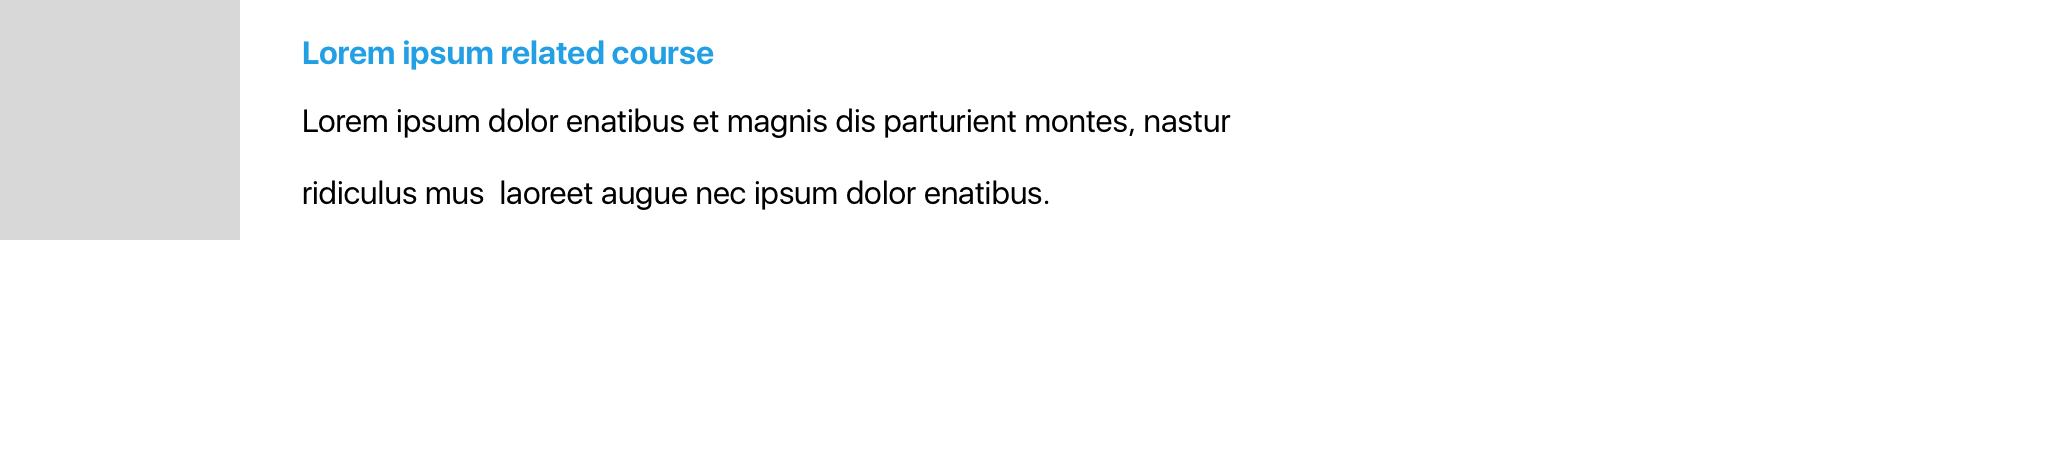 Lorem ipsum related course
Lorem ipsum dolor enatibus et magnis dis parturient montes, nastur
ridiculus mus  laoreet augue nec ipsum dolor enatibus.